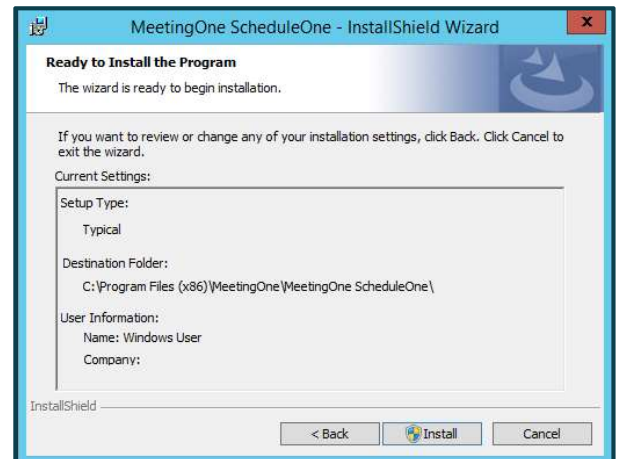 MeetingOne ScheduleOne - InstallShield Wizard
x
Ready to Install the Program
The wizard is ready to begin installation.
If you want to review or change any of your installation settings, click Back. Click Cancel to
exit the wizard.
Current Settings:
Setup Type:
Typical
Destination Folder:
C:\Program Files (x86)\MeetingOne\MeetingOne ScheduleOne\
User Information:
Name: Windows User
Company:
InstallShield
< Back Install Cancel